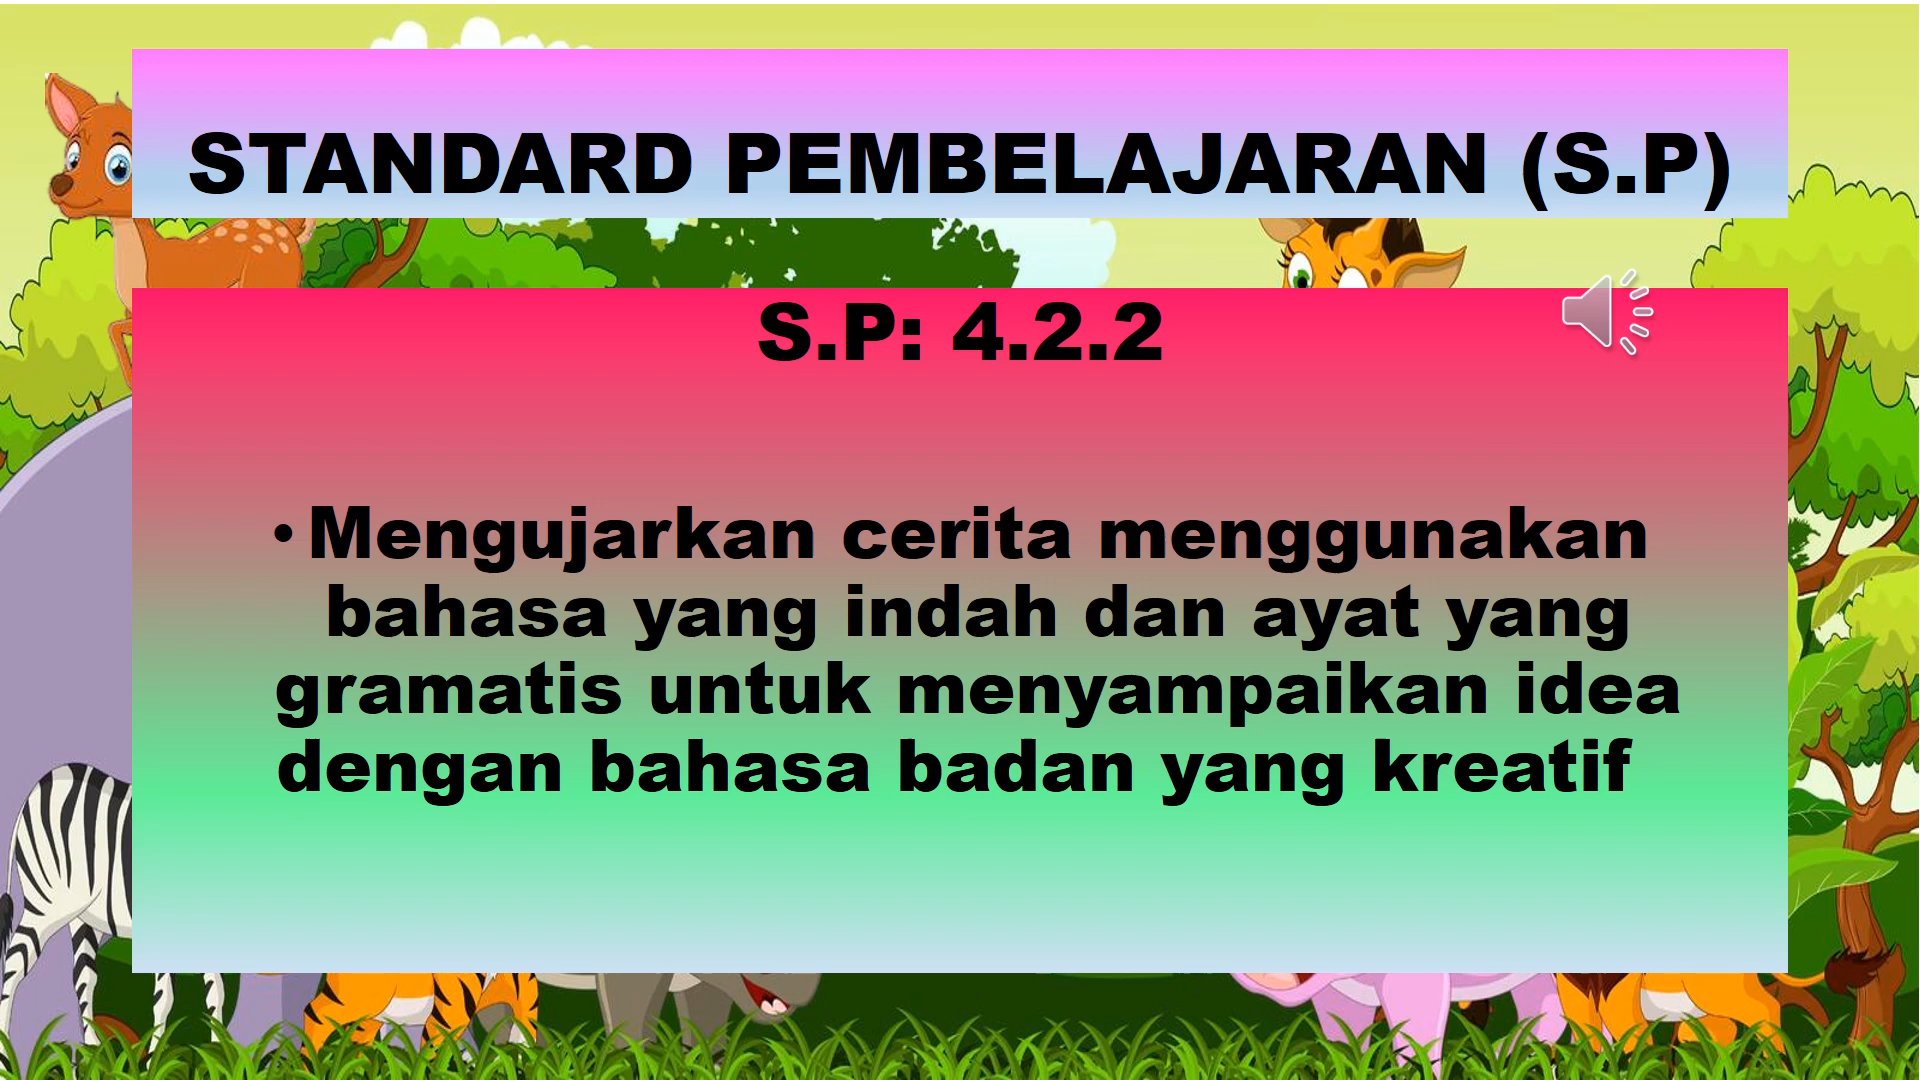 STANDARD PEMBELAJARAN (S.P)
S.P: 4.2.2
• Mengujarkan cerita menggunakan
bahasa yang indah dan ayat yang
gramatis untuk menyampaikan idea
dengan bahasa badan yang kreatif